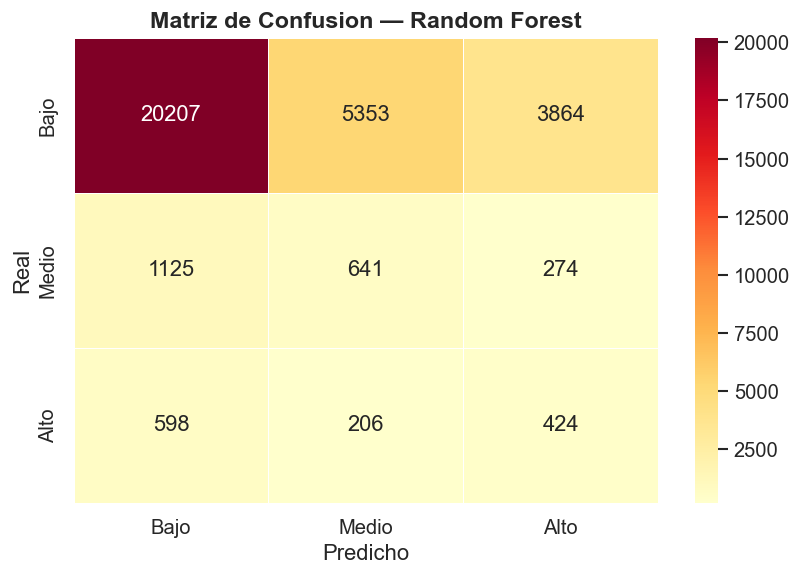 Matriz de Confusion — Random Forest
Bajo
20207
5353
3864
Medio
1125
641
274
Alto
598
206
424
Real
Bajo
Medio
Alto
Predicho
20000
17500
15000
12500
10000
7500
5000
2500